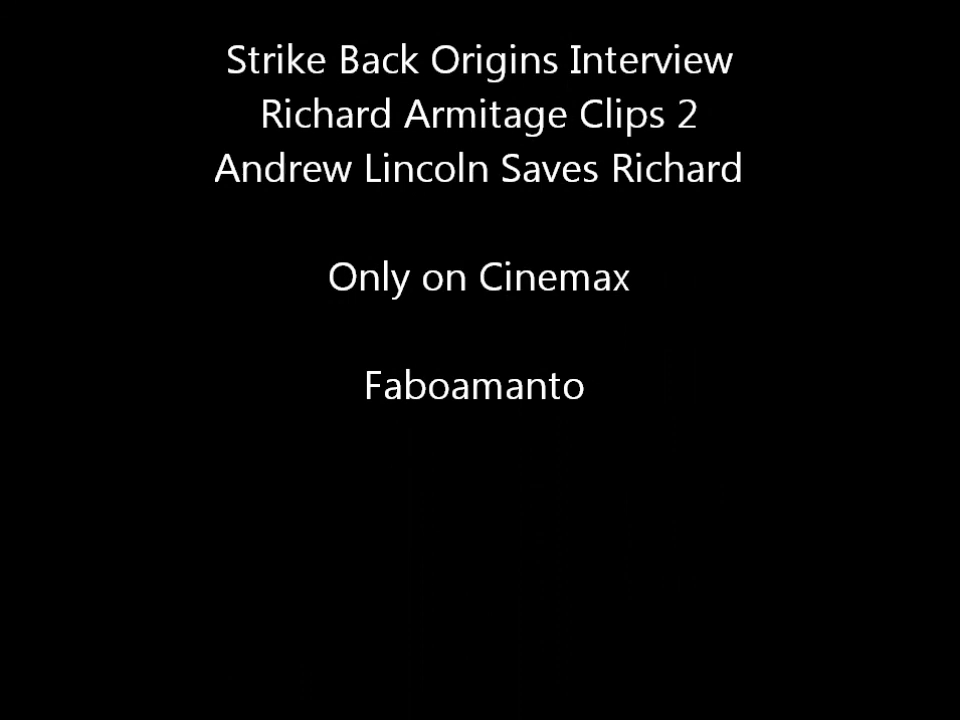 Strike Back Origins Interview
Richard Armitage Clips 2
Andrew Lincoln Saves Richard
Only on Cinemax
Faboamanto